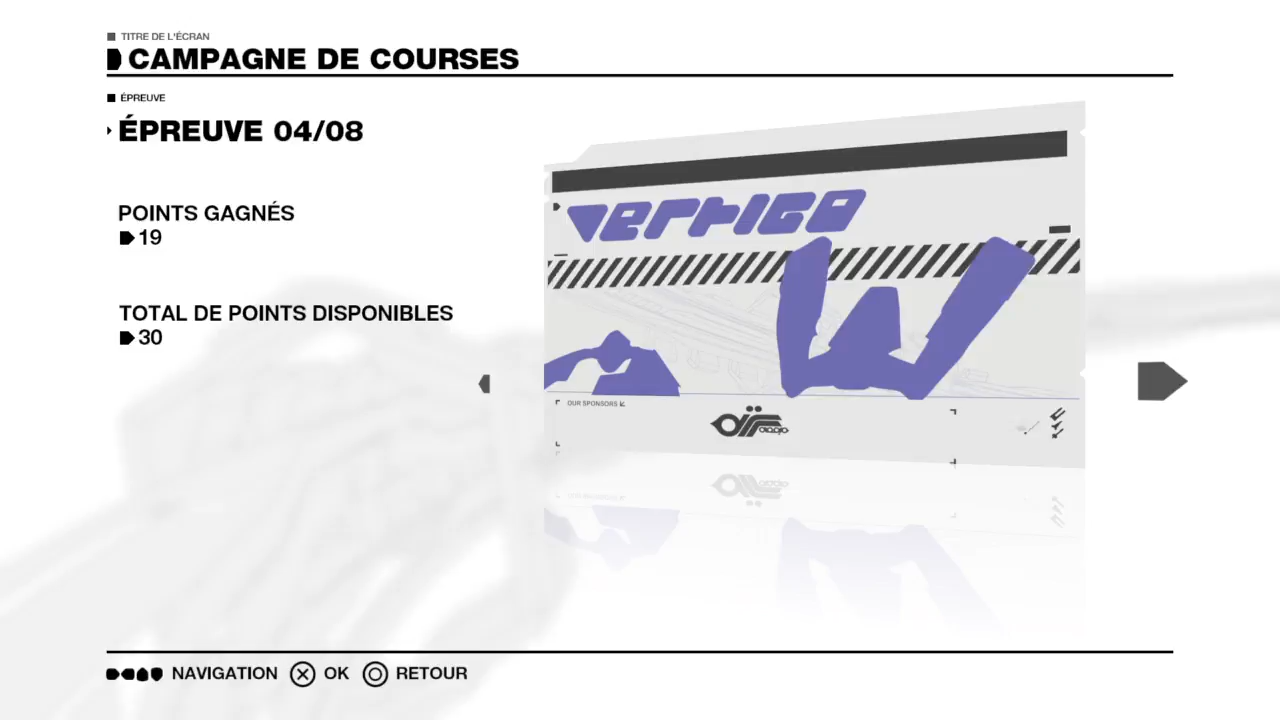 TITRE DE L'ÉCRAN
CAMPAGNE DE COURSES
ÉPREUVE
ÉPREUVE 04/08
POINTS GAGNÉS
19
TOTAL DE POINTS DISPONIBLES
30
VERTIGO
OUR SPONSORS
NAVIGATION OK RETOUR